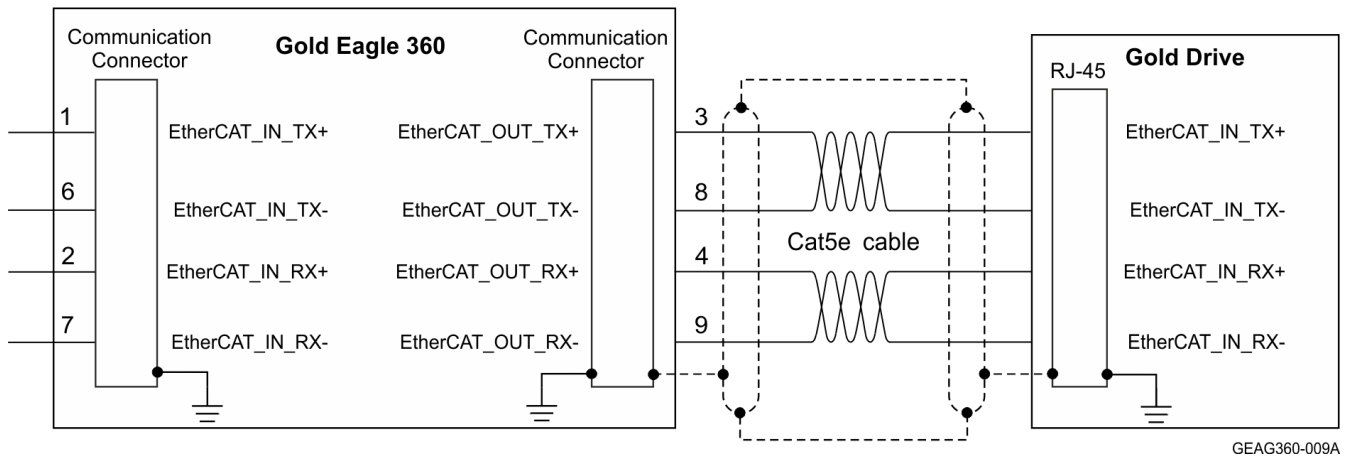 Communication
Connector
Gold Eagle 360
Communication
Connector
RJ-45
Gold Drive
1
EtherCAT_IN_TX+
EtherCAT_OUT_TX+
3
EtherCAT_IN_TX+
6
EtherCAT_IN_TX-
EtherCAT_OUT_TX-
8
EtherCAT_IN_TX-
Cat5e cable
2
EtherCAT_IN_RX+
EtherCAT_OUT_RX+
4
EtherCAT_IN_RX+
7
EtherCAT_IN_RX-
EtherCAT_OUT_RX-
9
EtherCAT_IN_RX-
GEAG360-009A